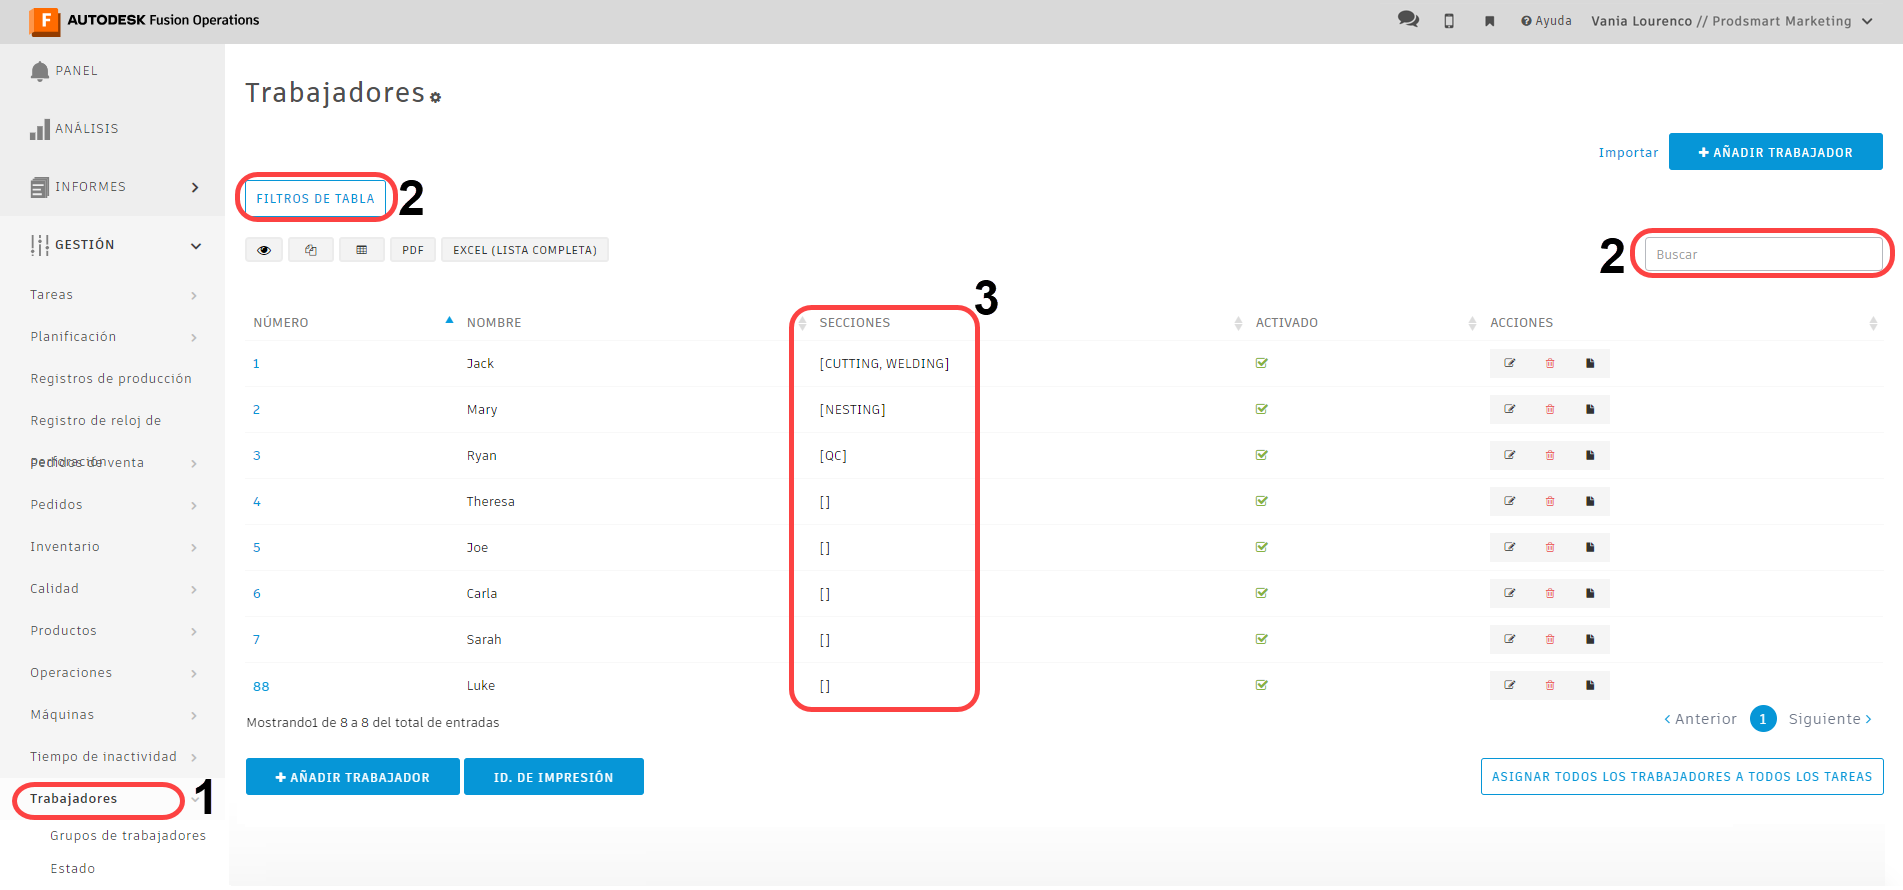 F AUTODESK Fusion Operations
Ayuda
Vania Lourenco // Prodsmart Marketing
PANEL
ANÁLISIS
INFORMES
GESTIÓN
Tareas
Planificación
Registros de producción
Registro de reloj de
perforación
Pedidos de venta
Pedidos
Inventario
Calidad
Productos
Operaciones
Máquinas
Tiempo de inactividad
Trabajadores 1
Grupos de trabajadores
Estado
Trabajadores
Importar
AÑADIR TRABAJADOR
FILTROS DE TABLA 2
PDF
EXCEL (LISTA COMPLETA)
2 Buscar
3
NÚMERO NOMBRE SECCIONES ACTIVADO ACCIONES
1 Jack [CUTTING, WELDING]
2 Mary [NESTING]
3 Ryan [QC]
4 Theresa []
5 Joe []
6 Carla []
7 Sarah []
88 Luke []
Mostrando1 de 8 a 8 del total de entradas
Anterior 1 Siguiente
AÑADIR TRABAJADOR
ID. DE IMPRESIÓN
ASIGNAR TODOS LOS TRABAJADORES A TODOS LOS TAREAS